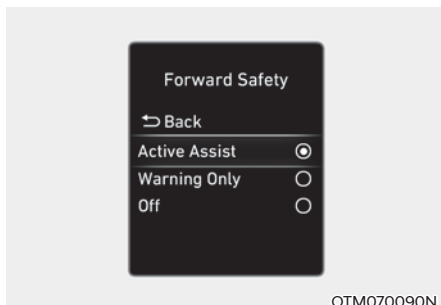 Forward Safety
Back
Active Assist
Warning Only
Off
OTM070090N